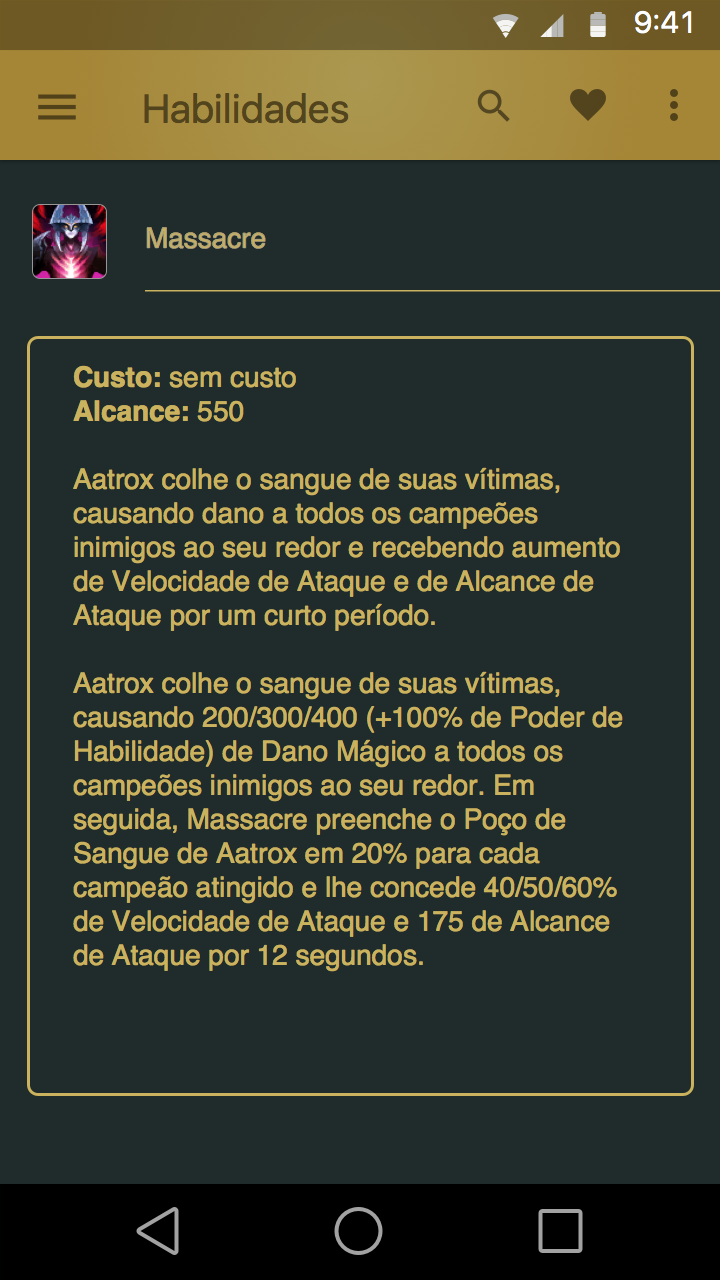 9:41
Habilidades
Massacre
Custo: sem custo
Alcance: 550
Aatrox colhe o sangue de suas vítimas,
causando dano a todos os campeões
inimigos ao seu redor e recebendo aumento
de Velocidade de Ataque e de Alcance de
Ataque por um curto período.
Aatrox colhe o sangue de suas vítimas,
causando 200/300/400 (+100% de Poder de
Habilidade) de Dano Mágico a todos os
campeões inimigos ao seu redor. Em
seguida, Massacre preenche o Poço de
Sangue de Aatrox em 20% para cada
campeão atingido e lhe concede 40/50/60%
de Velocidade de Ataque e 175 de Alcance
de Ataque por 12 segundos.